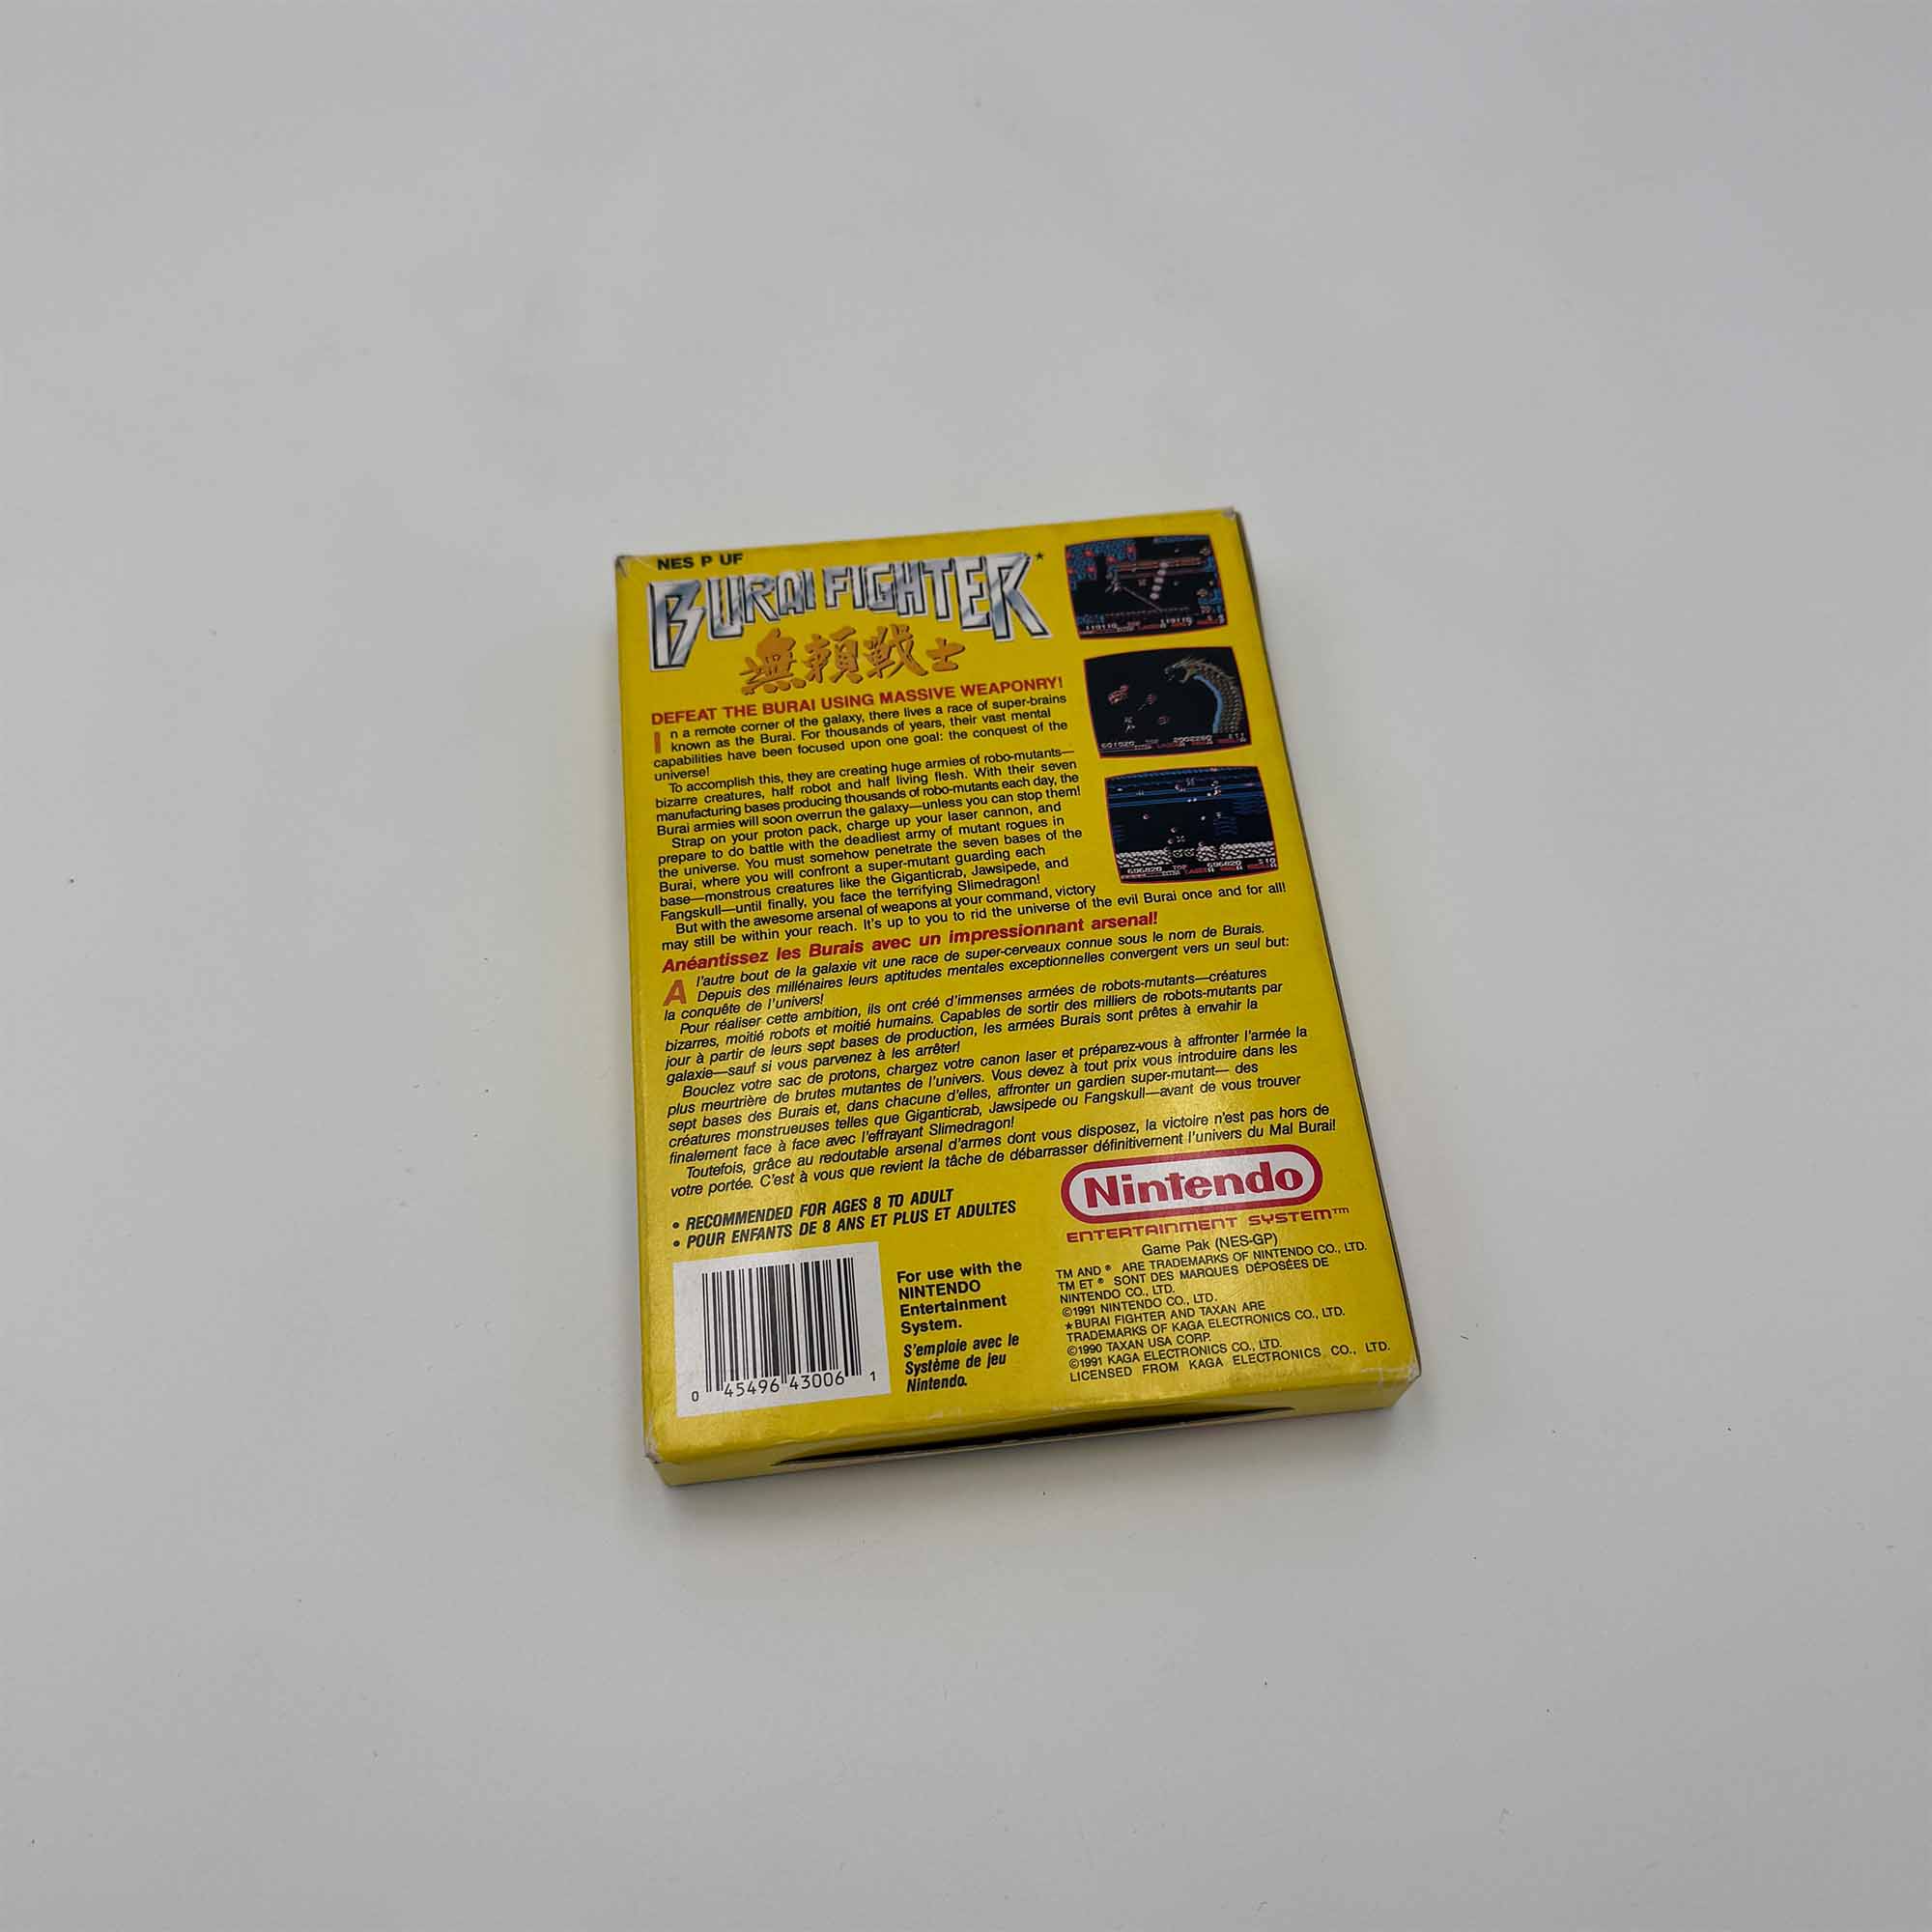 NES P UF
BURAI FIGHTER*
無頼戦士
DEFEAT THE BURAI USING MASSIVE WEAPONRY!
In a remote corner of the galaxy, there lives a race of super-brains
known as the Burai. For thousands of years, their vast mental
capabilities have been focused upon one goal: the conquest of the
universe!
To accomplish this, they are creating huge armies of robo-mutants—
bizarre creatures, half robot and half living flesh. With their seven
manufacturing bases producing thousands of robo-mutants each day, the
Burai armies will soon overrun the galaxy—unless you can stop them!
Strap on your proton pack, charge up your laser cannon, and
prepare to do battle with the deadliest army of mutant rogues in
the universe. You must somehow penetrate the seven bases of the
Burai, where you will confront a super-mutant guarding each
base—monstrous creatures like the Giganticrab, Jawsipede, and
Fangskull—until finally, you face the terrifying Slimedragon!
But with the awesome arsenal of weapons at your command, victory
may still be within your reach. It's up to you to rid the universe of the evil Burai once and for all!
Anéantissez les Burais avec un impressionnant arsenal!
A l'autre bout de la galaxie vit une race de super-cerveaux connue sous le nom de Burais.
Depuis des millénaires leurs aptitudes mentales exceptionnelles convergent vers un seul but:
la conquête de l'univers!
Pour réaliser cette ambition, ils ont créé d'immenses armées de robots-mutants—créatures
bizarres, moitié robots et moitié humains. Capables de sortir des milliers de robots-mutants par
jour à partir de leurs sept bases de production, les armées Burais sont prêtes à envahir la
galaxie—sauf si vous parvenez à les arrêter!
Bouclez votre sac de protons, chargez votre canon laser et préparez-vous à affronter l'armée la
plus meurtrière de brutes mutantes de l'univers. Vous devez à tout prix vous introduire dans les
sept bases des Burais et, dans chacune d'elles, affronter un gardien super-mutant— des
créatures monstrueuses telles que Giganticrab, Jawsipede ou Fangskull—avant de vous trouver
finalement face à face avec l'effrayant Slimedragon!
Toutefois, grâce au redoutable arsenal d'armes dont vous disposez, la victoire n'est pas hors de
votre portée. C'est à vous que revient la tâche de débarrasser définitivement l'univers du Mal Burai!
• RECOMMENDED FOR AGES 8 TO ADULT
• POUR ENFANTS DE 8 ANS ET PLUS ET ADULTES
0 45496 43006 1
For use with the
NINTENDO
Entertainment
System.
S'emploie avec le
Système de jeu
Nintendo.
Nintendo
ENTERTAINMENT SYSTEM™
Game Pak (NES-GP)
TM AND ® ARE TRADEMARKS OF NINTENDO CO., LTD.
TM ET ® SONT DES MARQUES DÉPOSÉES DE
NINTENDO CO., LTD.
©1991 NINTENDO CO., LTD.
★BURAI FIGHTER AND TAXAN ARE
TRADEMARKS OF KAGA ELECTRONICS CO., LTD.
©1990 TAXAN USA CORP.
©1991 KAGA ELECTRONICS CO., LTD.
LICENSED FROM KAGA ELECTRONICS CO., LTD.